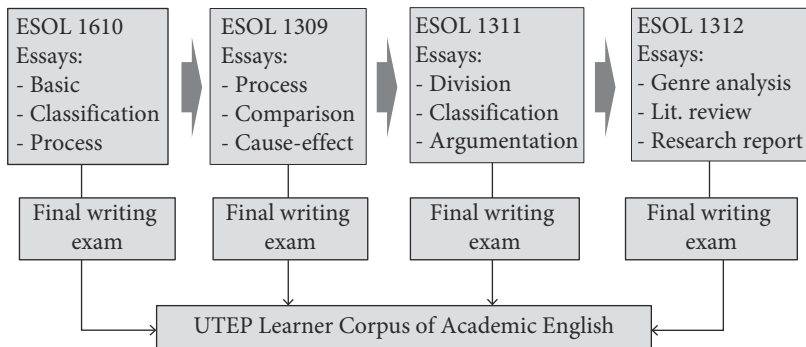 ESOL 1610
Essays:
- Basic
- Classification
- Process
ESOL 1309
Essays:
- Process
- Comparison
- Cause-effect
ESOL 1311
Essays:
- Division
- Classification
- Argumentation
ESOL 1312
Essays:
- Genre analysis
- Lit. review
- Research report
Final writing
exam
Final writing
exam
Final writing
exam
Final writing
exam
UTEP Learner Corpus of Academic English